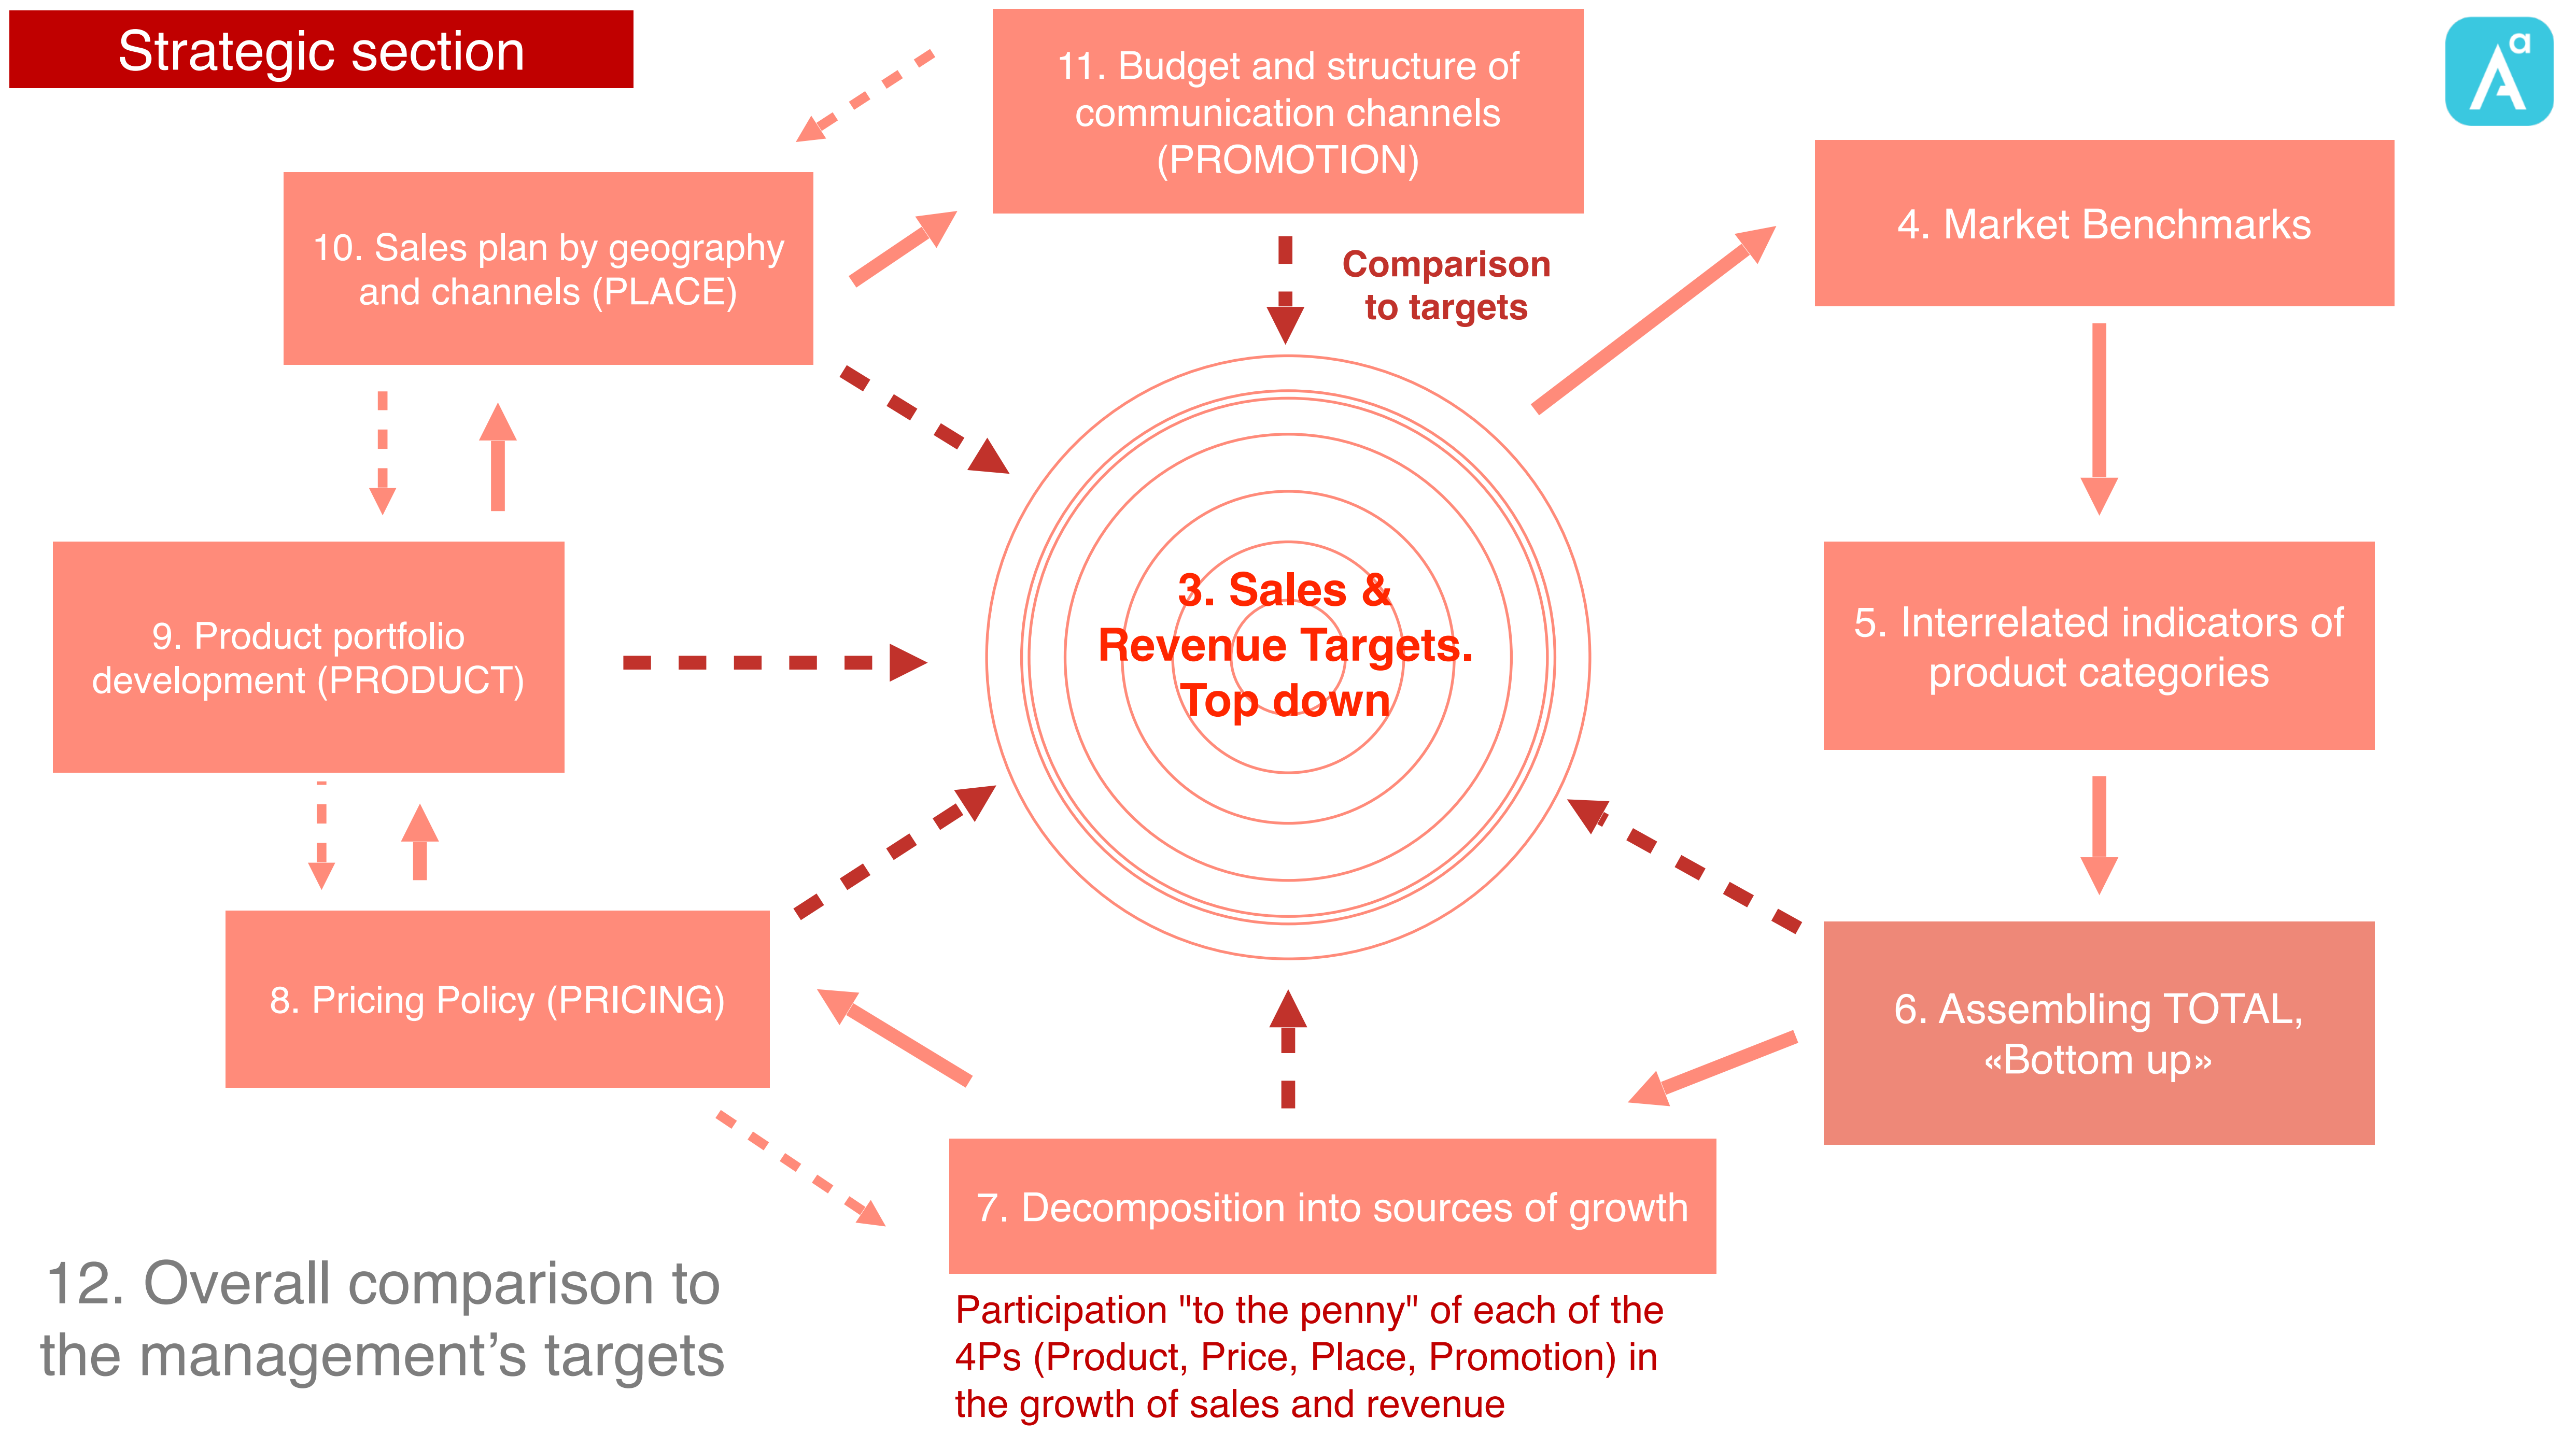 Strategic section
11. Budget and structure of
communication channels
(PROMOTION)
Aa
4. Market Benchmarks
10. Sales plan by geography
and channels (PLACE)
Comparison
to targets
3. Sales &
Revenue Targets.
Top down
5. Interrelated indicators of
product categories
9. Product portfolio
development (PRODUCT)
8. Pricing Policy (PRICING)
6. Assembling TOTAL,
«Bottom up»
7. Decomposition into sources of growth
Participation "to the penny" of each of the
4Ps (Product, Price, Place, Promotion) in
the growth of sales and revenue
12. Overall comparison to
the management’s targets